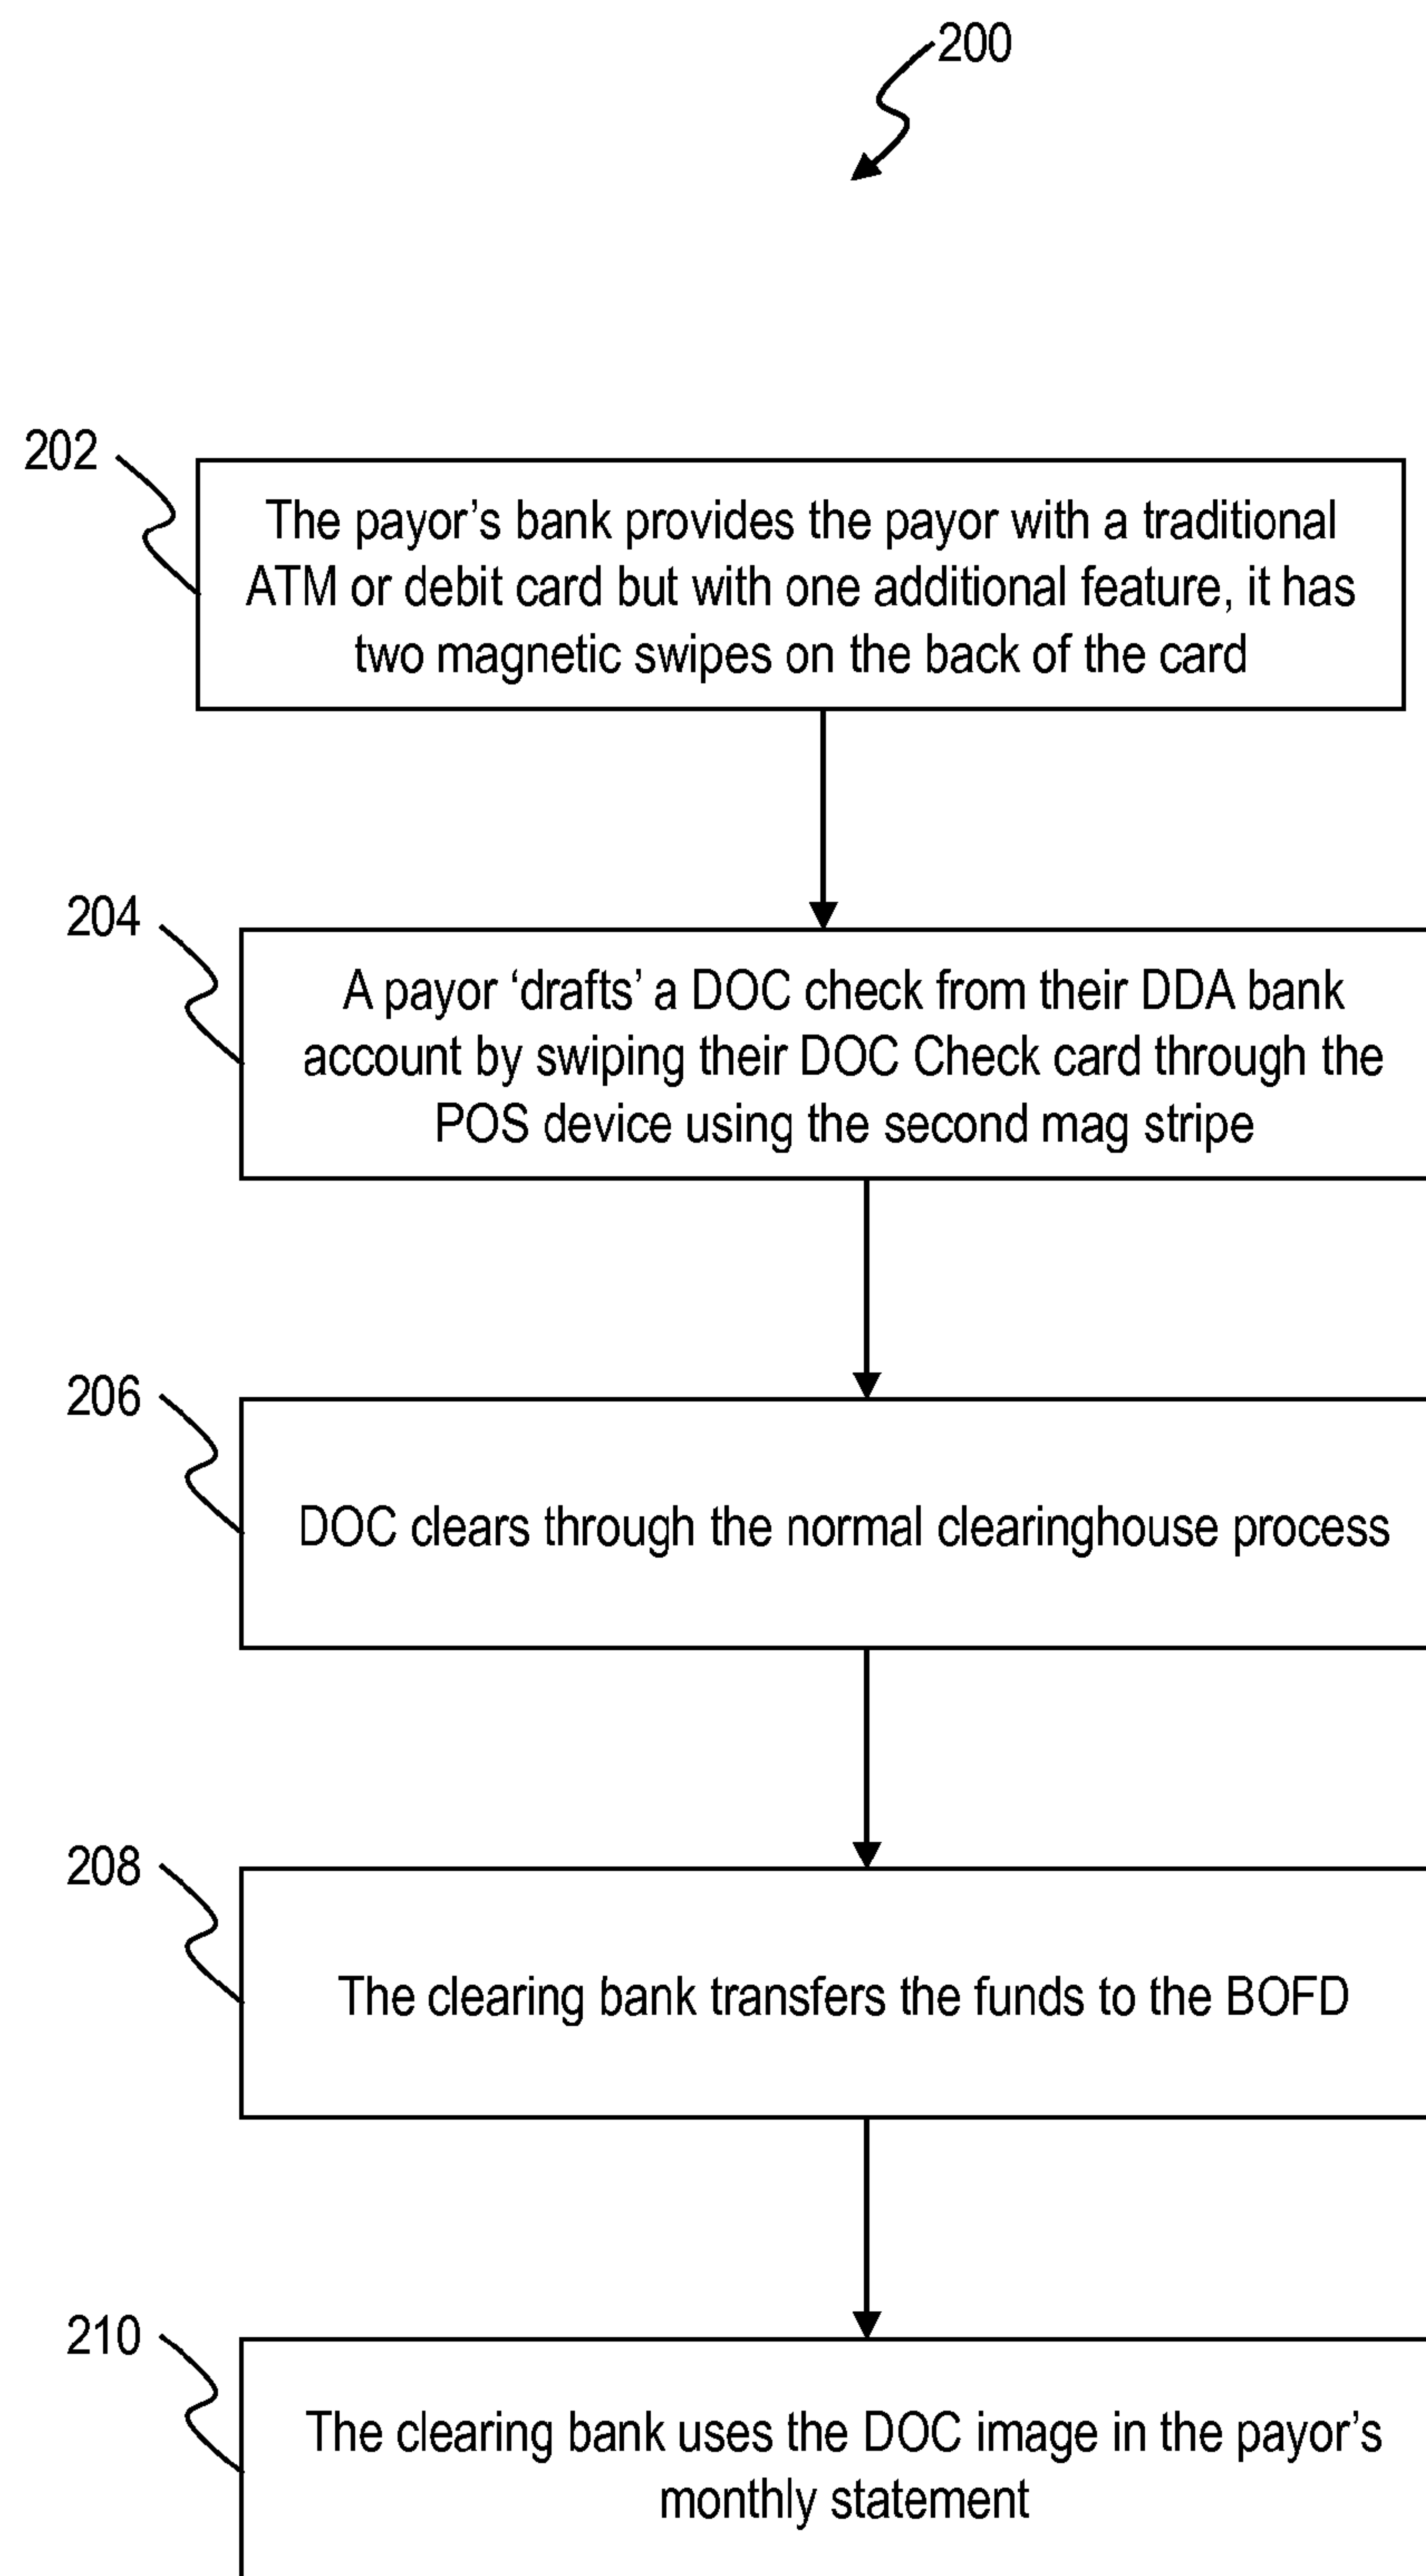 200
202
The payor’s bank provides the payor with a traditional
ATM or debit card but with one additional feature, it has
two magnetic swipes on the back of the card
204
A payor ‘drafts’ a DOC check from their DDA bank
account by swiping their DOC Check card through the
POS device using the second mag stripe
206
DOC clears through the normal clearinghouse process
208
The clearing bank transfers the funds to the BOFD
210
The clearing bank uses the DOC image in the payor’s
monthly statement